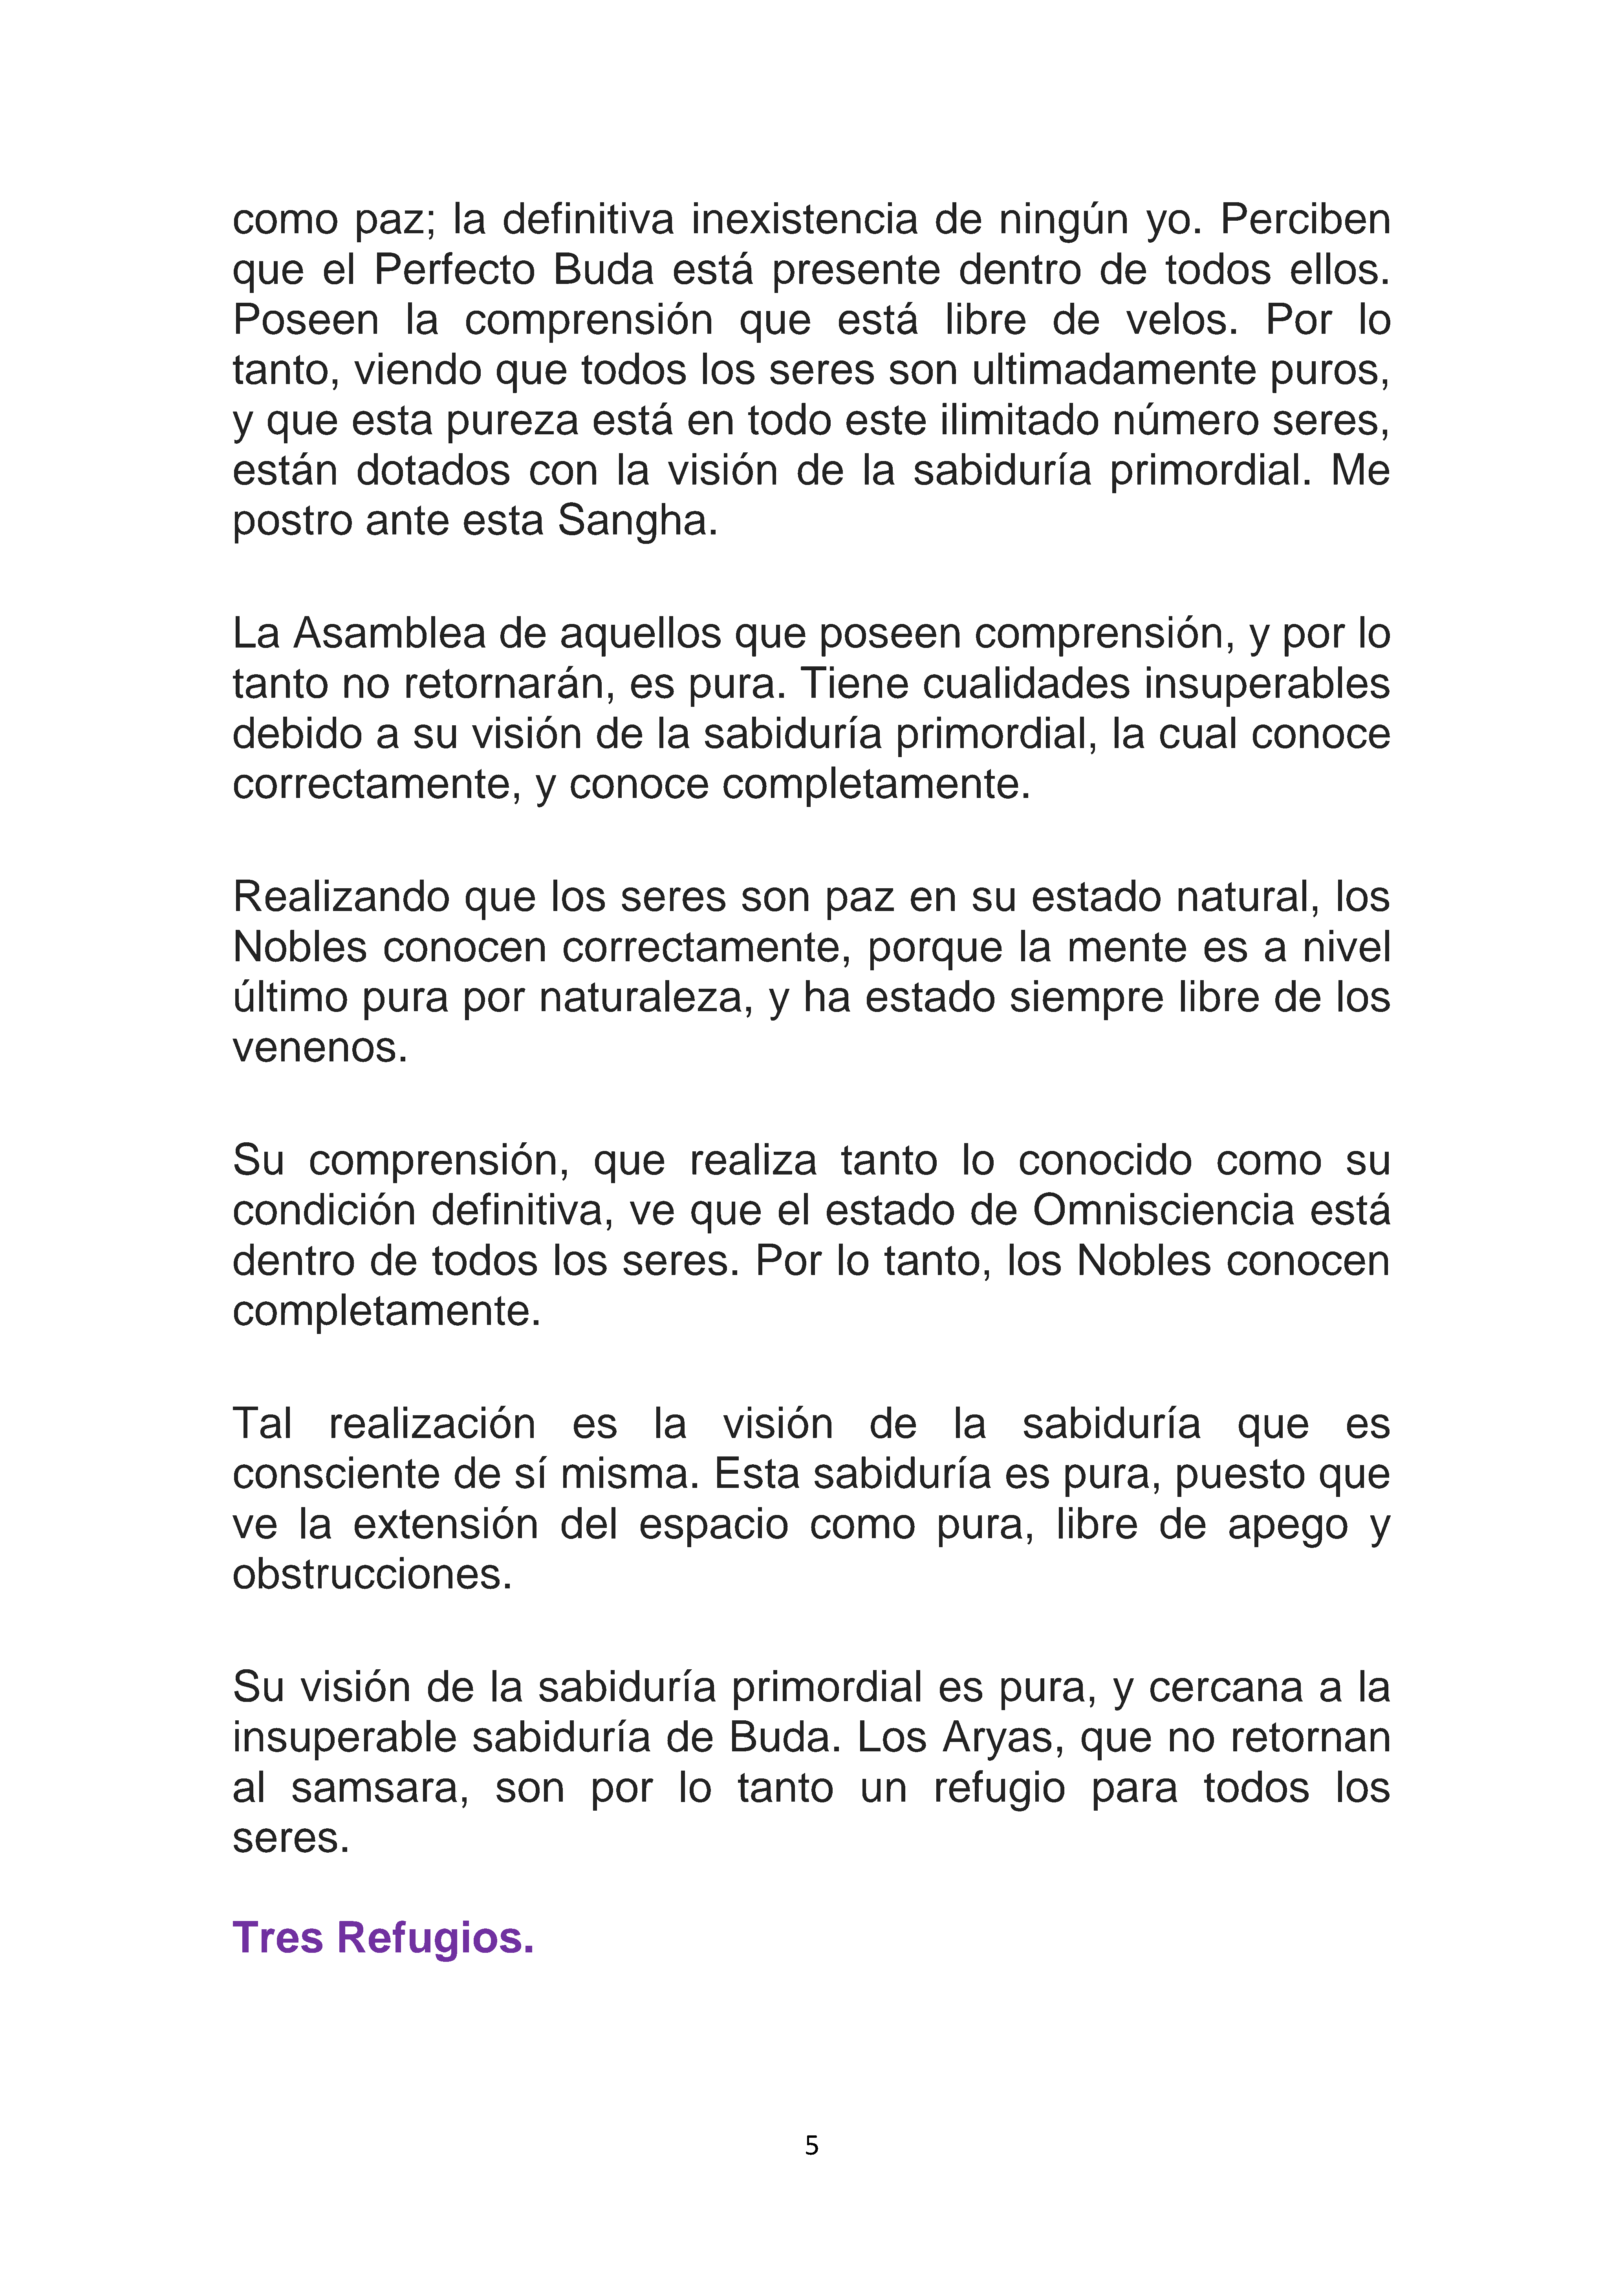 como paz; la definitiva inexistencia de ningún yo. Perciben
que el Perfecto Buda está presente dentro de todos ellos.
Poseen la comprensión que está libre de velos. Por lo
tanto, viendo que todos los seres son ultimadamente puros,
y que esta pureza está en todo este ilimitado número seres,
están dotados con la visión de la sabiduría primordial. Me
postro ante esta Sangha.
La Asamblea de aquellos que poseen comprensión, y por lo
tanto no retornarán, es pura. Tiene cualidades insuperables
debido a su visión de la sabiduría primordial, la cual conoce
correctamente, y conoce completamente.
Realizando que los seres son paz en su estado natural, los
Nobles conocen correctamente, porque la mente es a nivel
último pura por naturaleza, y ha estado siempre libre de los
venenos.
Su comprensión, que realiza tanto lo conocido como su
condición definitiva, ve que el estado de Omnisciencia está
dentro de todos los seres. Por lo tanto, los Nobles conocen
completamente.
Tal realización es la visión de la sabiduría que es
consciente de sí misma. Esta sabiduría es pura, puesto que
ve la extensión del espacio como pura, libre de apego y
obstrucciones.
Su visión de la sabiduría primordial es pura, y cercana a la
insuperable sabiduría de Buda. Los Aryas, que no retornan
al samsara, son por lo tanto un refugio para todos los
seres.
Tres Refugios.
5